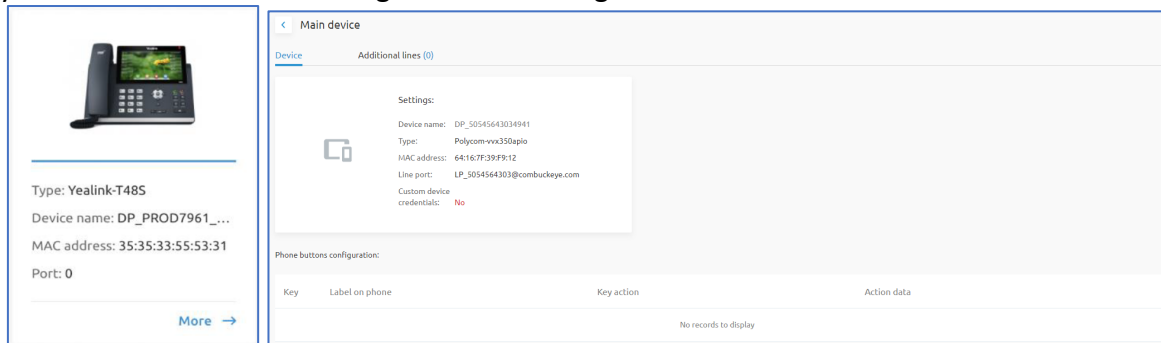 Type: Yealink-T48S
Device name: DP_PROD7961_...
MAC address: 35:35:33:55:53:31
Port: 0
More →
Main device
Device Additional lines (0)
Settings:
Device name: DP_50545643034941
Type: Polycom-vvx350apio
MAC address: 64:16:7F:39:F9:12
Line port: LP_5054564303@combuckeye.com
Custom device
credentials: No
Phone buttons configuration:
Key Label on phone Key action Action data
No records to display